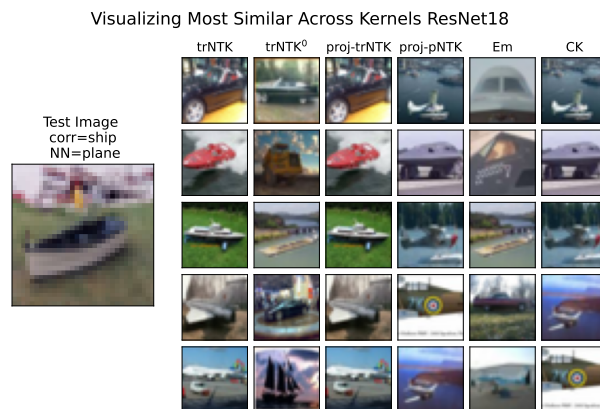 Visualizing Most Similar Across Kernels ResNet18
trNTK trNTK⁰ proj-trNTK proj-pNTK Em CK
Test Image
corr=ship
NN=plane